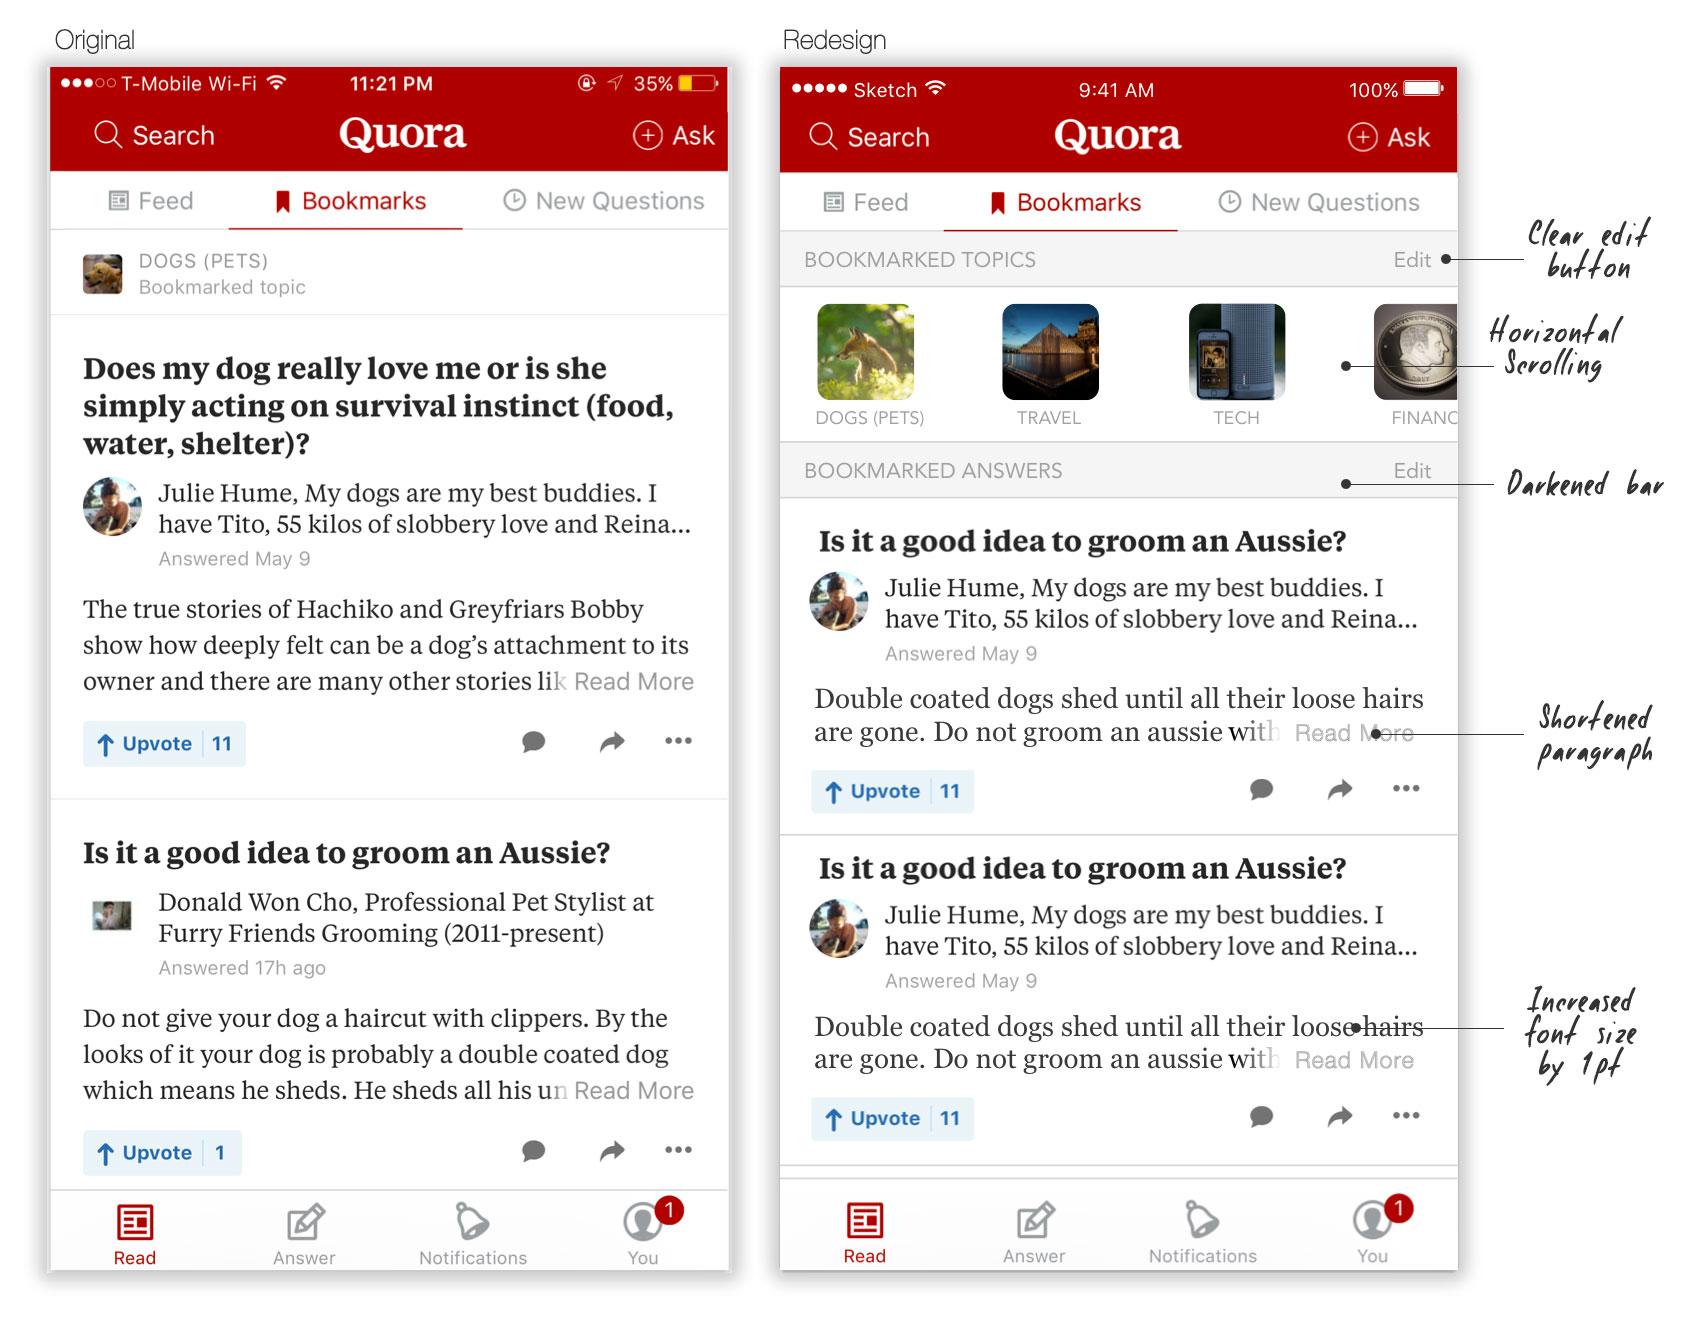 Original
T-Mobile Wi-Fi 11:21 PM 35%
Search Quora Ask
Feed Bookmarks New Questions
DOGS (PETS)
Bookmarked topic
Does my dog really love me or is she
simply acting on survival instinct (food,
water, shelter)?
Julie Hume, My dogs are my best buddies. I
have Tito, 55 kilos of slobbery love and Reina...
Answered May 9
The true stories of Hachiko and Greyfriars Bobby
show how deeply felt can be a dog's attachment to its
owner and there are many other stories lik Read More
Upvote 11
Is it a good idea to groom an Aussie?
Donald Won Cho, Professional Pet Stylist at
Furry Friends Grooming (2011-present)
Answered 17h ago
Do not give your dog a haircut with clippers. By the
looks of it your dog is probably a double coated dog
which means he sheds. He sheds all his un Read More
Upvote 1
Read Answer Notifications You 1
Redesign
Sketch 9:41 AM 100%
Search Quora Ask
Feed Bookmarks New Questions
BOOKMARKED TOPICS Edit
DOGS (PETS) TRAVEL TECH FINANC
BOOKMARKED ANSWERS Edit
Is it a good idea to groom an Aussie?
Julie Hume, My dogs are my best buddies. I
have Tito, 55 kilos of slobbery love and Reina...
Answered May 9
Double coated dogs shed until all their loose hairs
are gone. Do not groom an aussie with Read More
Upvote 11
Is it a good idea to groom an Aussie?
Julie Hume, My dogs are my best buddies. I
have Tito, 55 kilos of slobbery love and Reina...
Answered May 9
Double coated dogs shed until all their loose hairs
are gone. Do not groom an aussie with Read More
Upvote 11
Read Answer Notifications You 1
Clear edit
button
Horizontal
Scrolling
Darkened bar
Shortened
paragraph
Increased
font size
by 1pt